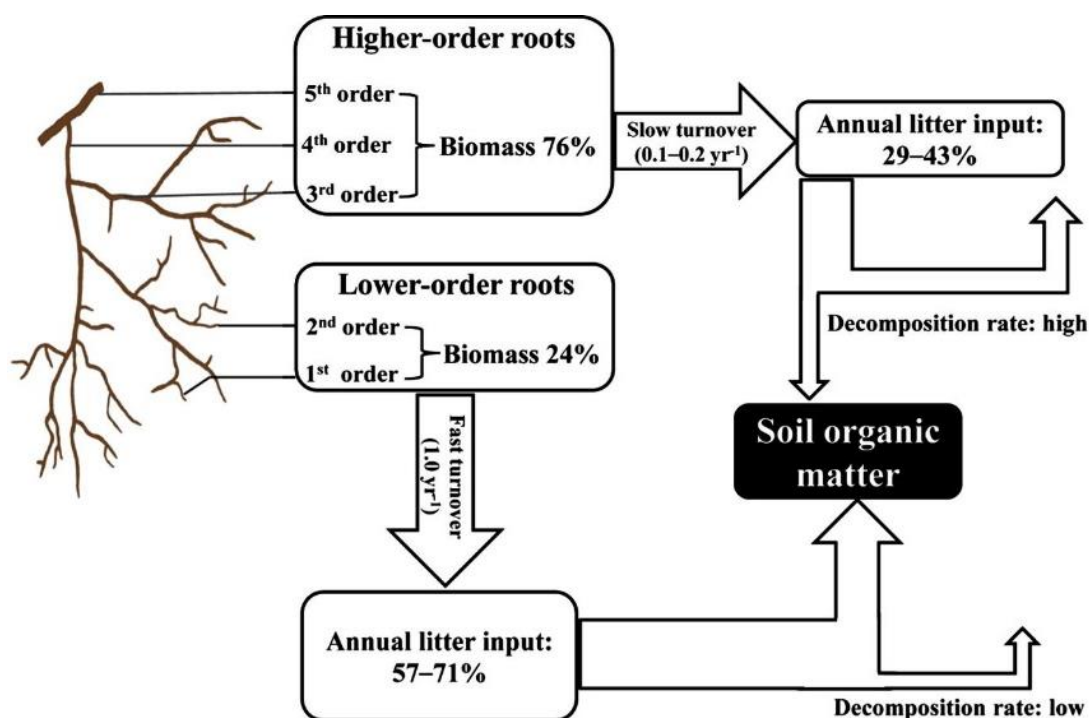 Higher-order roots
5th order
4th order
3rd order
Biomass 76%
Slow turnover
(0.1–0.2 yr-1)
Annual litter input:
29–43%
Decomposition rate: high
Lower-order roots
2nd order
1st order
Biomass 24%
Fast turnover
(1.0 yr-1)
Soil organic
matter
Annual litter input:
57–71%
Decomposition rate: low